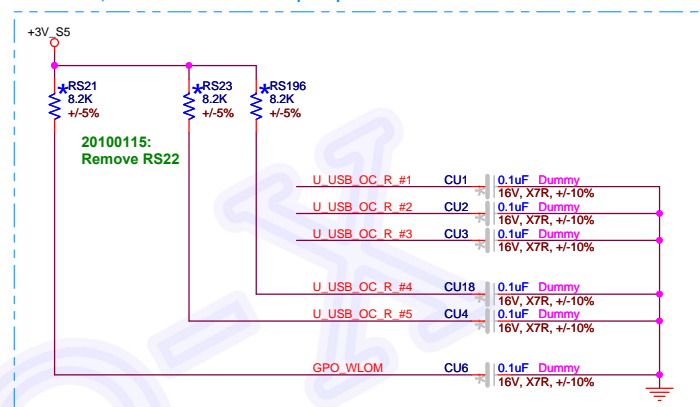 +3V_S5
*RS21
8.2K
+/-5%
*RS23
8.2K
+/-5%
*RS196
8.2K
+/-5%
20100115:
Remove RS22
U_USB_OC_R_#1 CU1 0.1uF Dummy
* 16V, X7R, +/-10%
U_USB_OC_R_#2 CU2 0.1uF Dummy
* 16V, X7R, +/-10%
U_USB_OC_R_#3 CU3 0.1uF Dummy
* 16V, X7R, +/-10%
U_USB_OC_R_#4 CU18 0.1uF Dummy
* 16V, X7R, +/-10%
U_USB_OC_R_#5 CU4 0.1uF Dummy
* 16V, X7R, +/-10%
GPO_WLOM CU6 0.1uF Dummy
* 16V, X7R, +/-10%